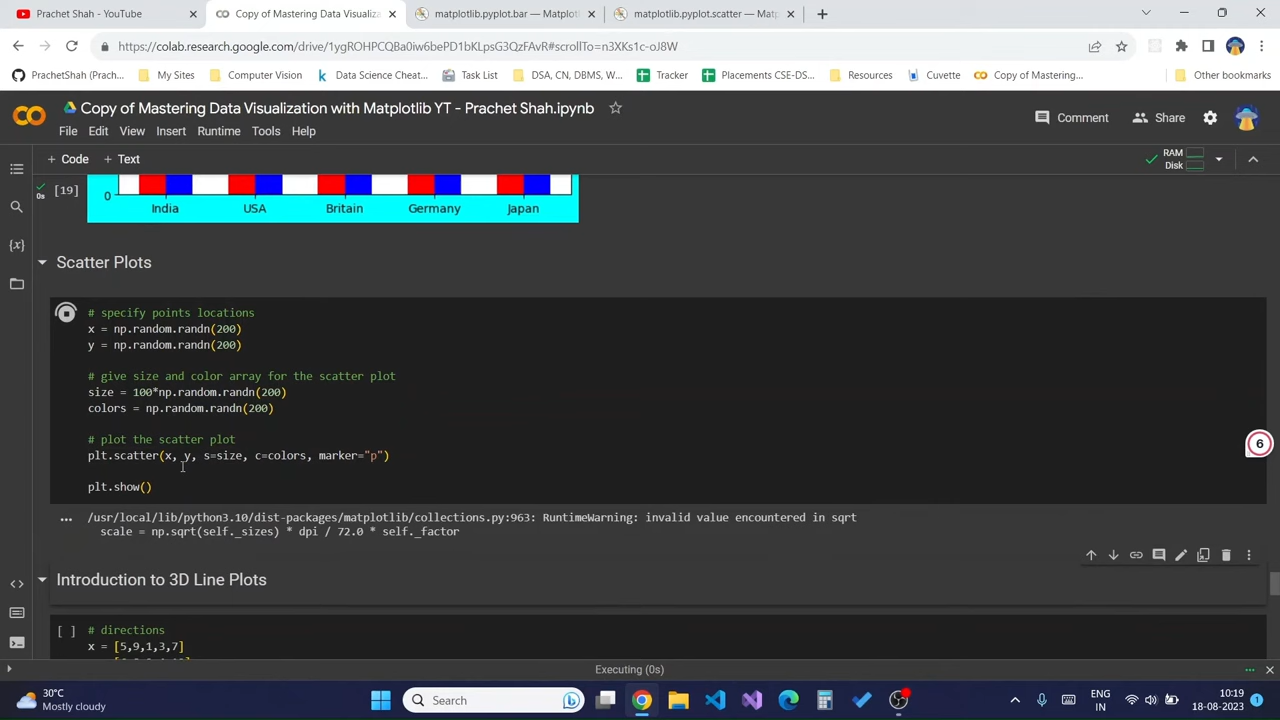 PrachetShah - YouTube
Copy of Mastering Data Visualiza
matplotlib.pyplot.bar — Matplotl
matplotlib.pyplot.scatter — Matp
https://colab.research.google.com/drive/1ygROHPCQBa0iw6bePD1bKLpsG3QzFAvR#scrollTo=n3XKs1c-oJ8W
PrachetShah (Prach...
My Sites
Computer Vision
Data Science Cheat...
Task List
DSA, CN, DBMS, W...
Tracker
Placements CSE-DS...
Resources
Cuvette
Copy of Mastering...
Other bookmarks
Copy of Mastering Data Visualization with Matplotlib YT - Prachet Shah.ipynb
Comment
Share
File Edit View Insert Runtime Tools Help
+ Code + Text
RAM
Disk
0s
[19]
0
India USA Britain Germany Japan
Scatter Plots
# specify points locations
x = np.random.randn(200)
y = np.random.randn(200)
# give size and color array for the scatter plot
size = 100*np.random.randn(200)
colors = np.random.randn(200)
# plot the scatter plot
plt.scatter(x, y, s=size, c=colors, marker="p")
plt.show()
6
/usr/local/lib/python3.10/dist-packages/matplotlib/collections.py:963: RuntimeWarning: invalid value encountered in sqrt
scale = np.sqrt(self._sizes) * dpi / 72.0 * self._factor
Introduction to 3D Line Plots
[ ] # directions
x = [5,9,1,3,7]
Executing (0s)
30°C
Mostly cloudy
Search
ENG
IN
10:19
18-08-2023
1